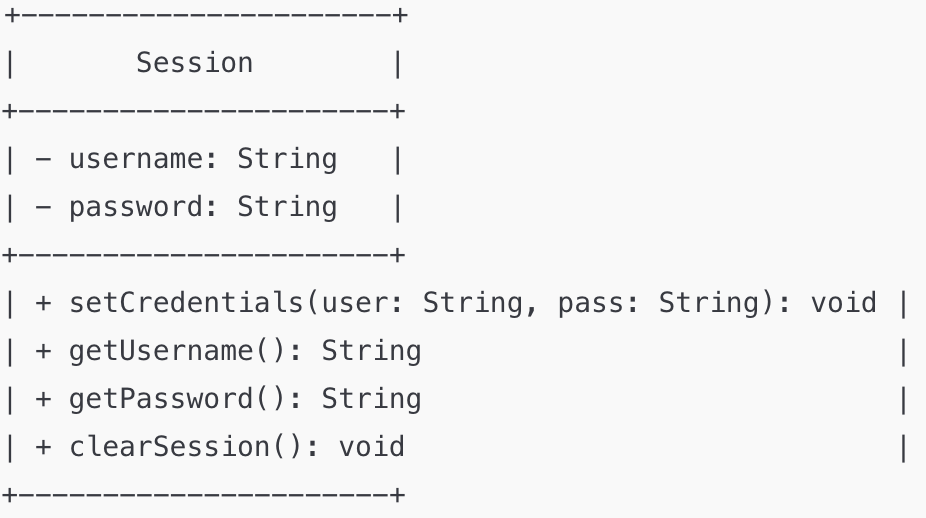 +----------------------+
|       Session        |
+----------------------+
| - username: String   |
| - password: String   |
+----------------------+
| + setCredentials(user: String, pass: String): void |
| + getUsername(): String                            |
| + getPassword(): String                            |
| + clearSession(): void                             |
+----------------------+